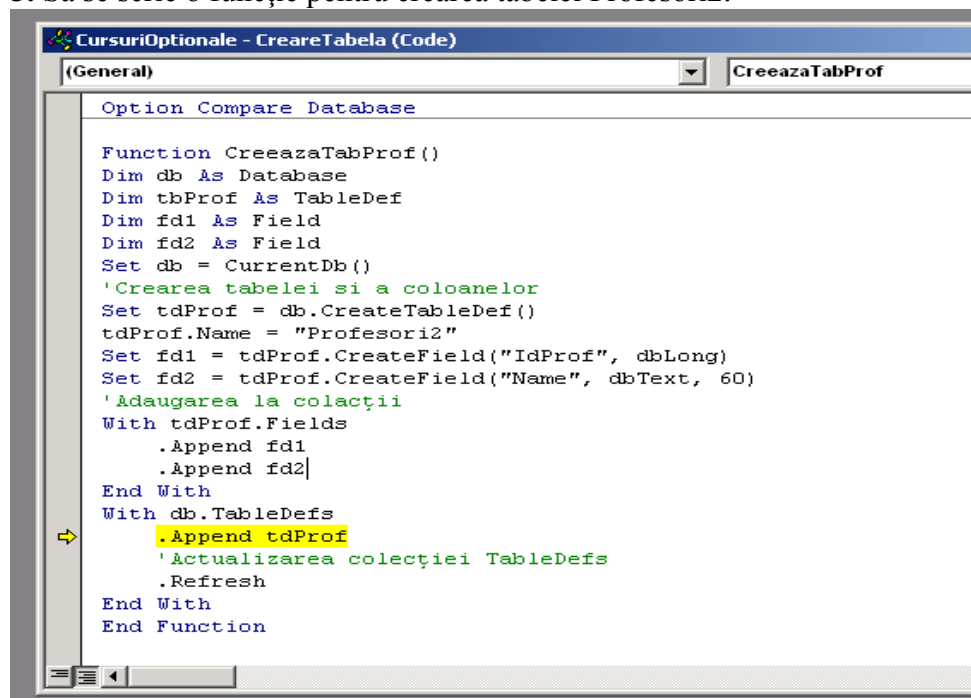 3. Să se scrie o funcţie pentru crearea tabelei Profesori2.
CursuriOptionale - CreareTabela (Code)
(General) CreeazaTabProf
Option Compare Database
Function CreeazaTabProf()
Dim db As Database
Dim tbProf As TableDef
Dim fd1 As Field
Dim fd2 As Field
Set db = CurrentDb()
'Crearea tabelei si a coloanelor
Set tdProf = db.CreateTableDef()
tdProf.Name = "Profesori2"
Set fd1 = tdProf.CreateField("IdProf", dbLong)
Set fd2 = tdProf.CreateField("Name", dbText, 60)
'Adaugarea la colacţii
With tdProf.Fields
.Append fd1
.Append fd2
End With
With db.TableDefs
.Append tdProf
'Actualizarea colecţiei TableDefs
.Refresh
End With
End Function